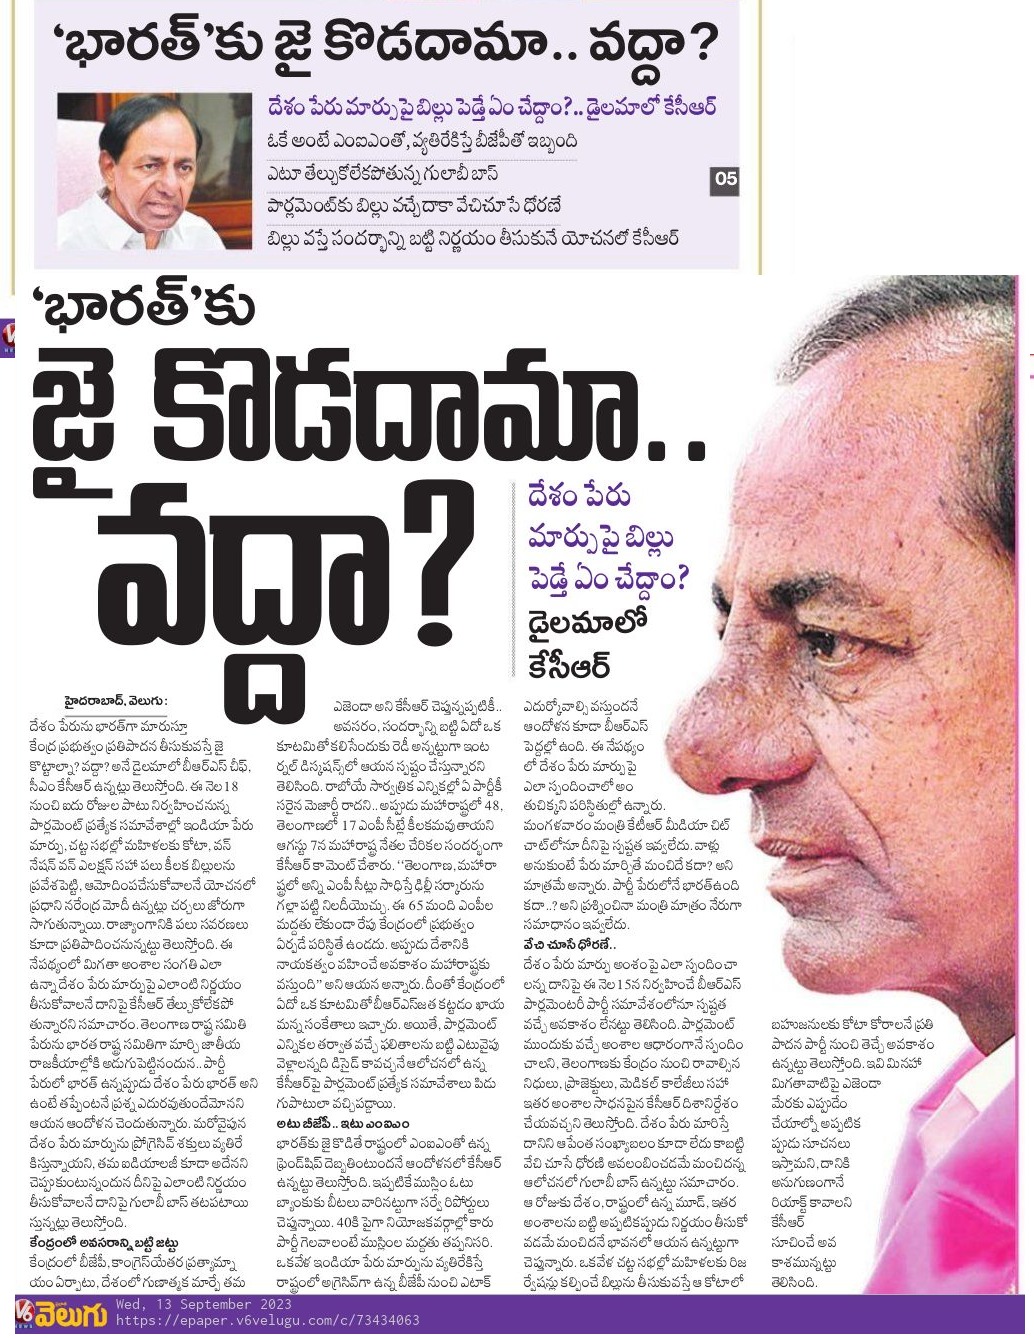 ‘భారత్’కు జై కొడదామా.. వద్దా?
దేశం పేరు మార్పుపై బిల్లు పెడ్తే ఏం చేద్దాం?.. డైలమాలో కేసీఆర్
ఓకే అంటే ఎంఐఎంతో, వ్యతిరేకిస్తే బీజేపీతో ఇబ్బంది
ఎటూ తేల్చుకోలేకపోతున్న గులాబీ బాస్
05
పార్లమెంట్‌కు బిల్లు వచ్చేదాకా వేచిచూసే ధోరణే
బిల్లు వస్తే సందర్భాన్ని బట్టి నిర్ణయం తీసుకునే యోచనలో కేసీఆర్
‘భారత్’కు
జై కొడదామా..
వద్దా?
దేశం పేరు
మార్పుపై బిల్లు
పెడ్తే ఏం చేద్దాం?
డైలమాలో
కేసీఆర్
హైదరాబాద్, వెలుగు:
దేశం పేరును భారత్‌గా మారుస్తూ
కేంద్ర ప్రభుత్వం ప్రతిపాదన తీసుకువస్తే జై
కొట్టాల్నా? వద్దా? అనే డైలమాలో బీఆర్ఎస్ చీఫ్,
సీఎం కేసీఆర్ ఉన్నట్లు తెలుస్తోంది. ఈ నెల18
నుంచి ఐదు రోజుల పాటు నిర్వహించనున్న
పార్లమెంట్ ప్రత్యేక సమావేశాల్లో ఇండియా పేరు
మార్పు, చట్ట సభల్లో మహిళలకు కోటా, వన్
నేషన్ వన్ ఎలక్షన్ సహా పలు కీలక బిల్లులను
ప్రవేశపెట్టి, ఆమోదింపచేసుకోవాలనే యోచనలో
ప్రధాని నరేంద్ర మోదీ ఉన్నట్లు చర్చలు జోరుగా
సాగుతున్నాయి. రాజ్యాంగానికి పలు సవరణలు
కూడా ప్రతిపాదించనున్నట్టు తెలుస్తోంది. ఈ
నేపథ్యంలో మిగతా అంశాల సంగతి ఎలా
ఉన్నా దేశం పేరు మార్పుపై ఎలాంటి నిర్ణయం
తీసుకోవాలనే దానిపై కేసీఆర్ తేల్చుకోలేకపో
తున్నారని సమాచారం. తెలంగాణ రాష్ట్ర సమితి
పేరును భారత రాష్ట్ర సమితిగా మార్చి జాతీయ
రాజకీయాల్లోకి అడుగుపెట్టినందున.. పార్టీ
పేరులో భారత్ ఉన్నప్పుడు దేశం పేరు భారత్ అని
ఉంటే తప్పేంటనే ప్రశ్న ఎదురవుతుందేమోనని
ఆయన ఆందోళన చెందుతున్నారు. మరోవైపున
దేశం పేరు మార్పును ప్రోగ్రెసివ్ శక్తులు వ్యతిరే
కిస్తున్నాయని, తమ ఐడియాలజీ కూడా అదేనని
చెప్పుకుంటున్నందున దీనిపై ఎలాంటి నిర్ణయం
తీసుకోవాలనే దానిపై గులాబీ బాస్ తటపటాయి
స్తున్నట్లు తెలుస్తోంది.
కేంద్రంలో అవసరాన్ని బట్టి జట్టు
కేంద్రంలో బీజేపీ, కాంగ్రెస్‌యేతర ప్రత్యామ్నా
యం ఏర్పాటు, దేశంలో గుణాత్మక మార్పే తమ
ఎజెండా అని కేసీఆర్ చెప్తున్నప్పటికీ..
అవసరం, సందర్భాన్ని బట్టి ఏదో ఒక
కూటమితో కలిసేందుకు రెడీ అన్నట్టుగా ఇంట
ర్నల్ డిస్కషన్స్‌లో ఆయన స్పష్టం చేస్తున్నారని
తెలిసింది. రాబోయే సార్వత్రిక ఎన్నికల్లో ఏ పార్టీకీ
సరైన మెజార్టీ రాదని.. అప్పుడు మహారాష్ట్రలో 48,
తెలంగాణలో 17 ఎంపీ సీట్లే కీలకమవుతాయని
ఆగస్టు 7న మహారాష్ట్ర నేతల చేరికల సందర్భంగా
కేసీఆర్ కామెంట్ చేశారు. ‘‘తెలంగాణ, మహారా
ష్ట్రలో అన్ని ఎంపీ సీట్లు సాధిస్తే ఢిల్లీ సర్కారును
గల్లా పట్టి నిలదీయొచ్చు. ఈ 65 మంది ఎంపీల
మద్దతు లేకుండా రేపు కేంద్రంలో ప్రభుత్వం
ఏర్పడే పరిస్థితే ఉండదు. అప్పుడు దేశానికి
నాయకత్వం వహించే అవకాశం మహారాష్ట్రకు
వస్తుంది” అని ఆయన అన్నారు. దీంతో కేంద్రంలో
ఏదో ఒక కూటమితో బీఆర్ఎస్‌జత కట్టడం ఖాయ
మన్న సంకేతాలు ఇచ్చారు. అయితే, పార్లమెంట్
ఎన్నికల తర్వాత వచ్చే ఫలితాలను బట్టి ఎటువైపు
వెళ్లాలన్నది డిసైడ్ కావచ్చనే ఆలోచనలో ఉన్న
కేసీఆర్‌పై పార్లమెంట్ ప్రత్యేక సమావేశాలు పిడు
గుపాటులా వచ్చిపడ్డాయి.
అటు బీజేపీ.. ఇటు ఎంఐఎం
భారత్‌కు జై కొడితే రాష్ట్రంలో ఎంఐఎంతో ఉన్న
ఫ్రెండ్‌షిప్ దెబ్బతింటుందనే ఆందోళనలో కేసీఆర్
ఉన్నట్లు తెలుస్తోంది. ఇప్పటికే ముస్లిం ఓటు
బ్యాంకుకు బీటలు వారినట్టుగా సర్వే రిపోర్టులు
చెప్తున్నాయి. 40కి పైగా నియోజకవర్గాల్లో కారు
పార్టీ గెలవాలంటే ముస్లింల మద్దతు తప్పనిసరి.
ఒకవేళ ఇండియా పేరు మార్పును వ్యతిరేకిస్తే
రాష్ట్రంలో అగ్రెసివ్‌గా ఉన్న బీజేపీ నుంచి ఎటాక్
ఎదుర్కోవాల్సి వస్తుందనే
ఆందోళన కూడా బీఆర్ఎస్
పెద్దల్లో ఉంది. ఈ నేపథ్యం
లో దేశం పేరు మార్పుపై
ఎలా స్పందించాలో అం
తుచిక్కని పరిస్థితుల్లో ఉన్నారు.
మంగళవారం మంత్రి కేటీఆర్ మీడియా చిట్
చాట్‌లోనూ దీనిపై స్పష్టత ఇవ్వలేదు. వాళ్లు
అనుకుంటే పేరు మార్చితే మంచిదే కదా? అని
మాత్రమే అన్నారు. పార్టీ పేరులోనే భారత్ ఉంది
కదా..? అని ప్రశ్నించినా మంత్రి మాత్రం నేరుగా
సమాధానం ఇవ్వలేదు.
వేచి చూసే ధోరణే..
దేశం పేరు మార్పు అంశంపై ఎలా స్పందించా
లన్న దానిపై ఈ నెల15న నిర్వహించే బీఆర్ఎస్
పార్లమెంటరీ పార్టీ సమావేశంలోనూ స్పష్టత
వచ్చే అవకాశం లేనట్టు తెలిసింది. పార్లమెంట్
ముందుకు వచ్చే అంశాల ఆధారంగానే స్పందిం
చాలని, తెలంగాణకు కేంద్రం నుంచి రావాల్సిన
నిధులు, ప్రాజెక్టులు, మెడికల్ కాలేజీలు సహా
ఇతర అంశాల సాధనపైన కేసీఆర్ దిశానిర్దేశం
చేయవచ్చని తెలుస్తోంది. దేశం పేరు మారిస్తే
దానిని ఆపేంత సంఖ్యాబలం కూడా లేదు కాబట్టి
వేచి చూసే ధోరణి అవలంబించడమే మంచిదన్న
ఆలోచనలో గులాబీ బాస్ ఉన్నట్టు సమాచారం.
ఆ రోజుకు దేశం, రాష్ట్రంలో ఉన్న మూడ్, ఇతర
అంశాలను బట్టి అప్పటికప్పుడు నిర్ణయం తీసుకో
వడమే మంచిదనే భావనలో ఆయన ఉన్నట్టుగా
చెప్తున్నారు. ఒకవేళ చట్ట సభల్లో మహిళలకు రిజ
ర్వేషన్లు కల్పించే బిల్లును తీసుకువస్తే ఆ కోటాలో
బహుజనులకు కోటా కోరాలనే ప్రతి
పాదన పార్టీ నుంచి తెచ్చే అవకాశం
ఉన్నట్టు తెలుస్తోంది. ఇవి మినహా
మిగతావాటిపై ఎజెండా
మేరకు ఎప్పుడేం
చేయాల్నో అప్పటిక
ప్పుడు సూచనలు
ఇస్తామని, దానికి
అనుగుణంగానే
రియాక్ట్ కావాలని
కేసీఆర్
సూచించే అవ
కాశమున్నట్టు
తెలిసింది.
V6 వెలుగు
Wed, 13 September 2023
https://epaper.v6velugu.com/c/73434063